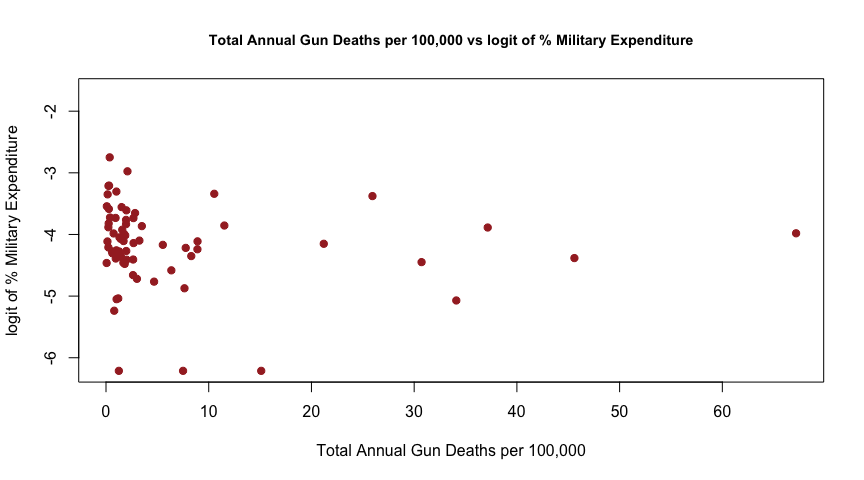 Total Annual Gun Deaths per 100,000 vs logit of % Military Expenditure
logit of % Military Expenditure
-2
-3
-4
-5
-6
0 10 20 30 40 50 60
Total Annual Gun Deaths per 100,000